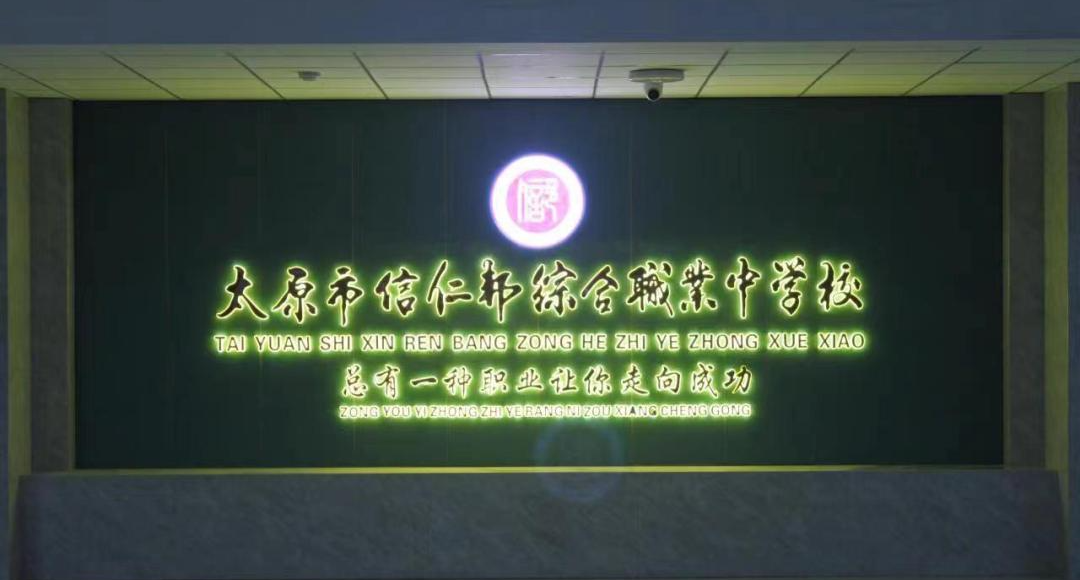 太原市信仁邦綜合職業中学校
TAI YUAN SHI XIN REN BANG ZONG HE ZHI YE ZHONG XUE XIAO
总有一种职业让你走向成功
ZONG YOU YI ZHONG ZHI YE RANG NI ZOU XIANG CHENG GONG